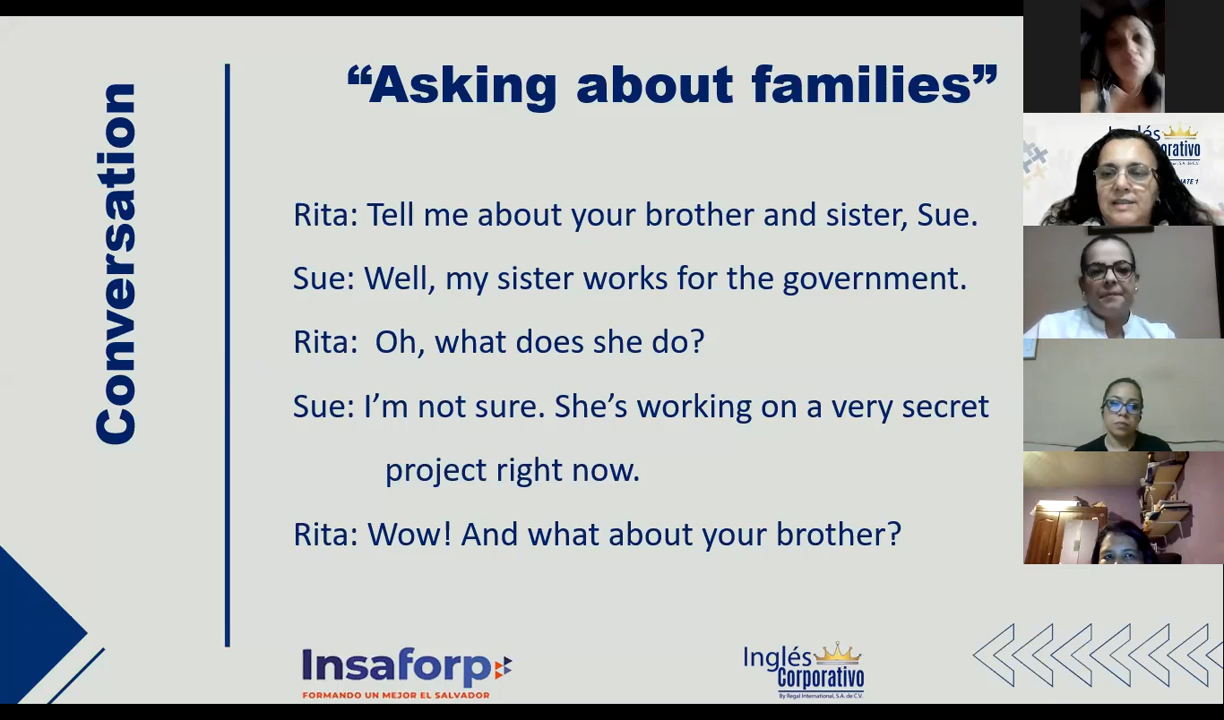 Conversation
“Asking about families”
Rita: Tell me about your brother and sister, Sue.
Sue: Well, my sister works for the government.
Rita: Oh, what does she do?
Sue: I’m not sure. She’s working on a very secret
project right now.
Rita: Wow! And what about your brother?
Insaforp
FORMANDO UN MEJOR EL SALVADOR
Inglés
Corporativo
By Regal International, S.A. de C.V.
Inglés
orativo